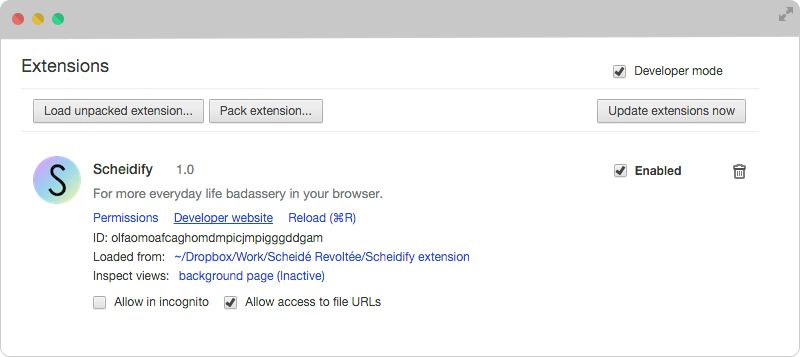 Extensions
Developer mode
Load unpacked extension... Pack extension... Update extensions now
S
Scheidify 1.0 Enabled
For more everyday life badassery in your browser.
Permissions Developer website Reload (⌘R)
ID: olfaomoafcaghomdmpicjmpigggddgam
Loaded from: ~/Dropbox/Work/Scheidé Revoltée/Scheidify extension
Inspect views: background page (Inactive)
Allow in incognito Allow access to file URLs